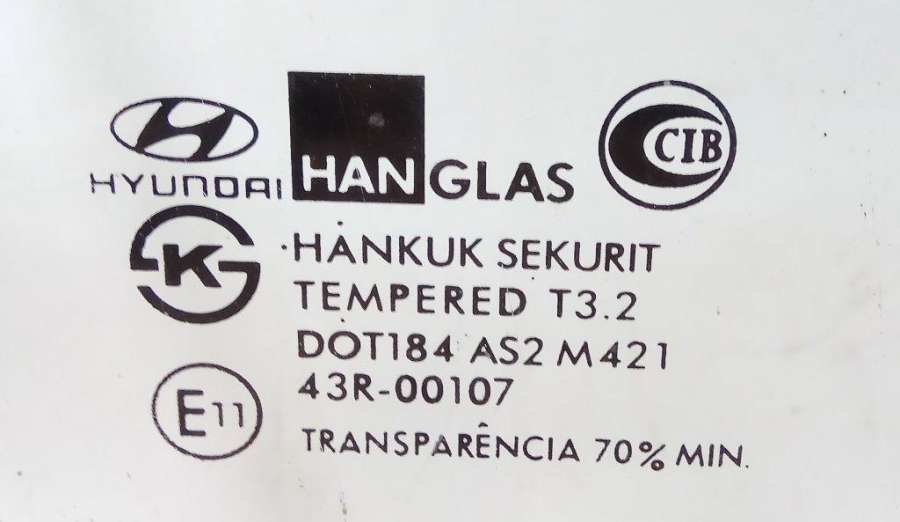 HYUNDAI
HANGLAS
CIB
K
HANKUK SEKURIT
TEMPERED T3.2
DOT184 AS2 M421
43R-00107
E11
TRANSPARÊNCIA 70% MIN.